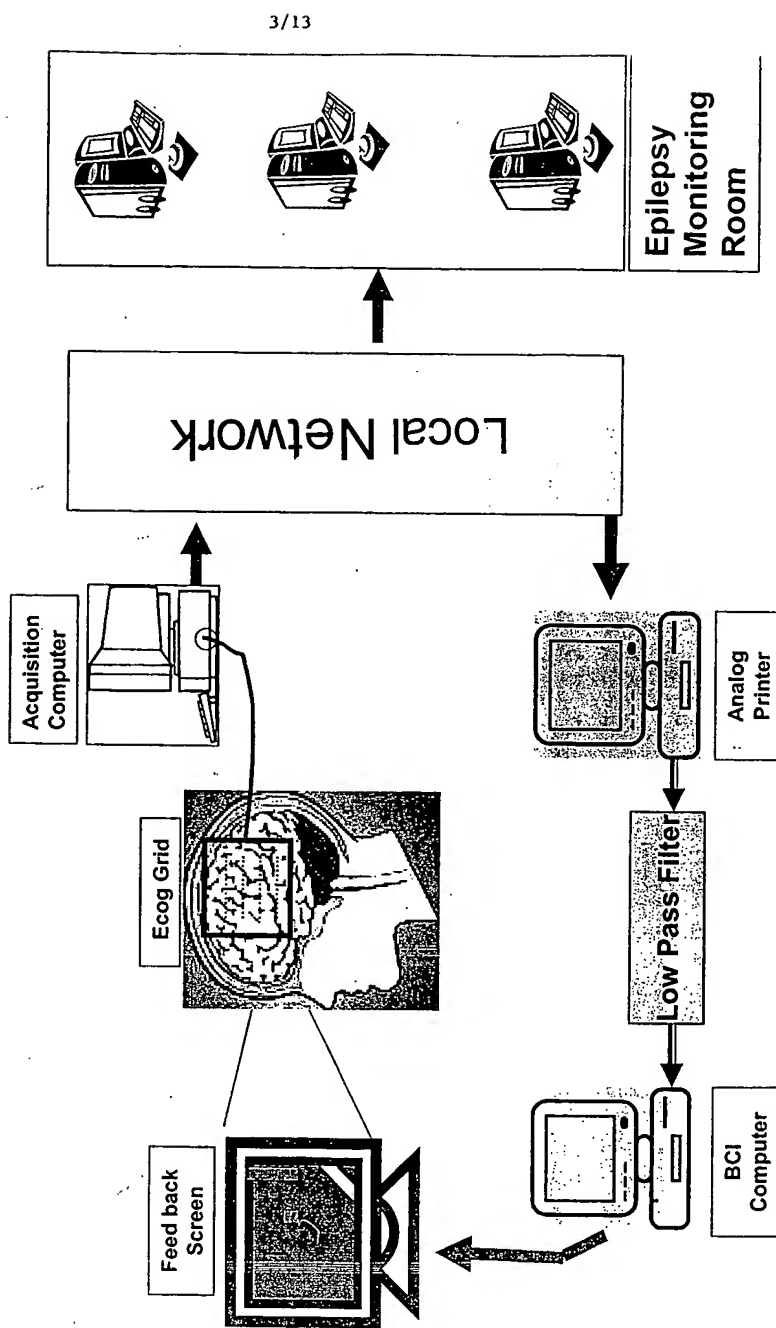 3/13
Feed back
Screen
Ecog Grid
Acquisition
Computer
Local Network
Epilepsy
Monitoring
Room
BCI
Computer
Low Pass Filter
Analog
Printer